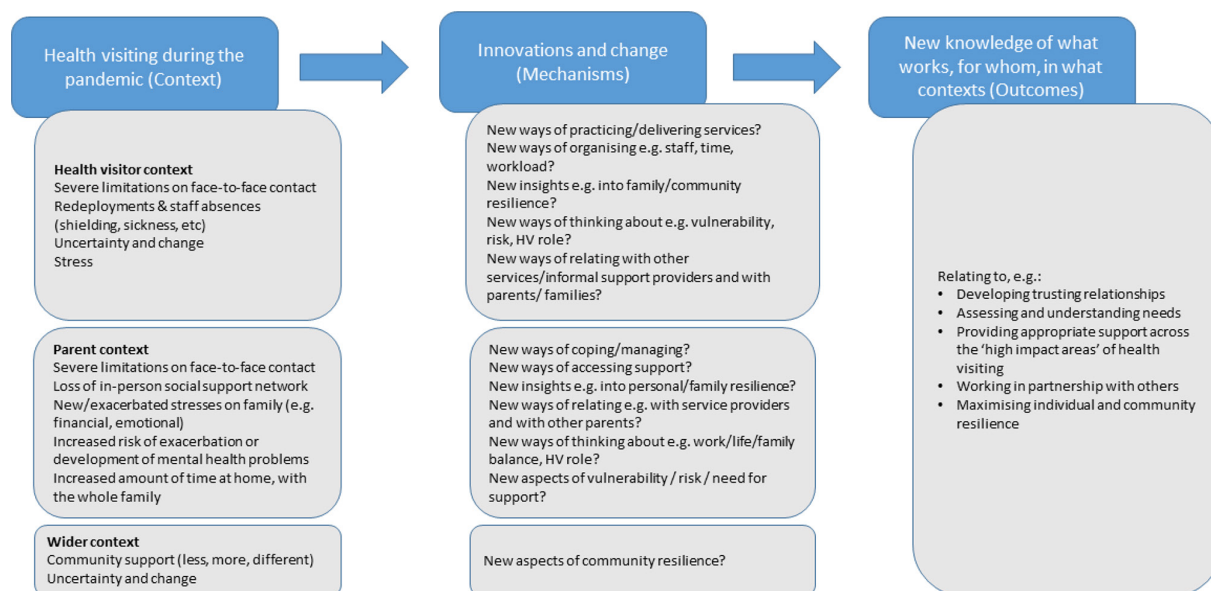 Health visiting during the
pandemic (Context)
Innovations and change
(Mechanisms)
New knowledge of what
works, for whom, in what
contexts (Outcomes)
Health visitor context
Severe limitations on face-to-face contact
Redeployments & staff absences
(shielding, sickness, etc)
Uncertainty and change
Stress
Parent context
Severe limitations on face-to-face contact
Loss of in-person social support network
New/exacerbated stresses on family (e.g.
financial, emotional)
Increased risk of exacerbation or
development of mental health problems
Increased amount of time at home, with
the whole family
Wider context
Community support (less, more, different)
Uncertainty and change
New ways of practicing/delivering services?
New ways of organising e.g. staff, time,
workload?
New insights e.g. into family/community
resilience?
New ways of thinking about e.g. vulnerability,
risk, HV role?
New ways of relating with other
services/informal support providers and with
parents/ families?
New ways of coping/managing?
New ways of accessing support?
New insights e.g. into personal/family resilience?
New ways of relating e.g. with service providers
and with other parents?
New ways of thinking about e.g. work/life/family
balance, HV role?
New aspects of vulnerability / risk / need for
support?
New aspects of community resilience?
Relating to, e.g.:
• Developing trusting relationships
• Assessing and understanding needs
• Providing appropriate support across
the ‘high impact areas’ of health
visiting
• Working in partnership with others
• Maximising individual and community
resilience